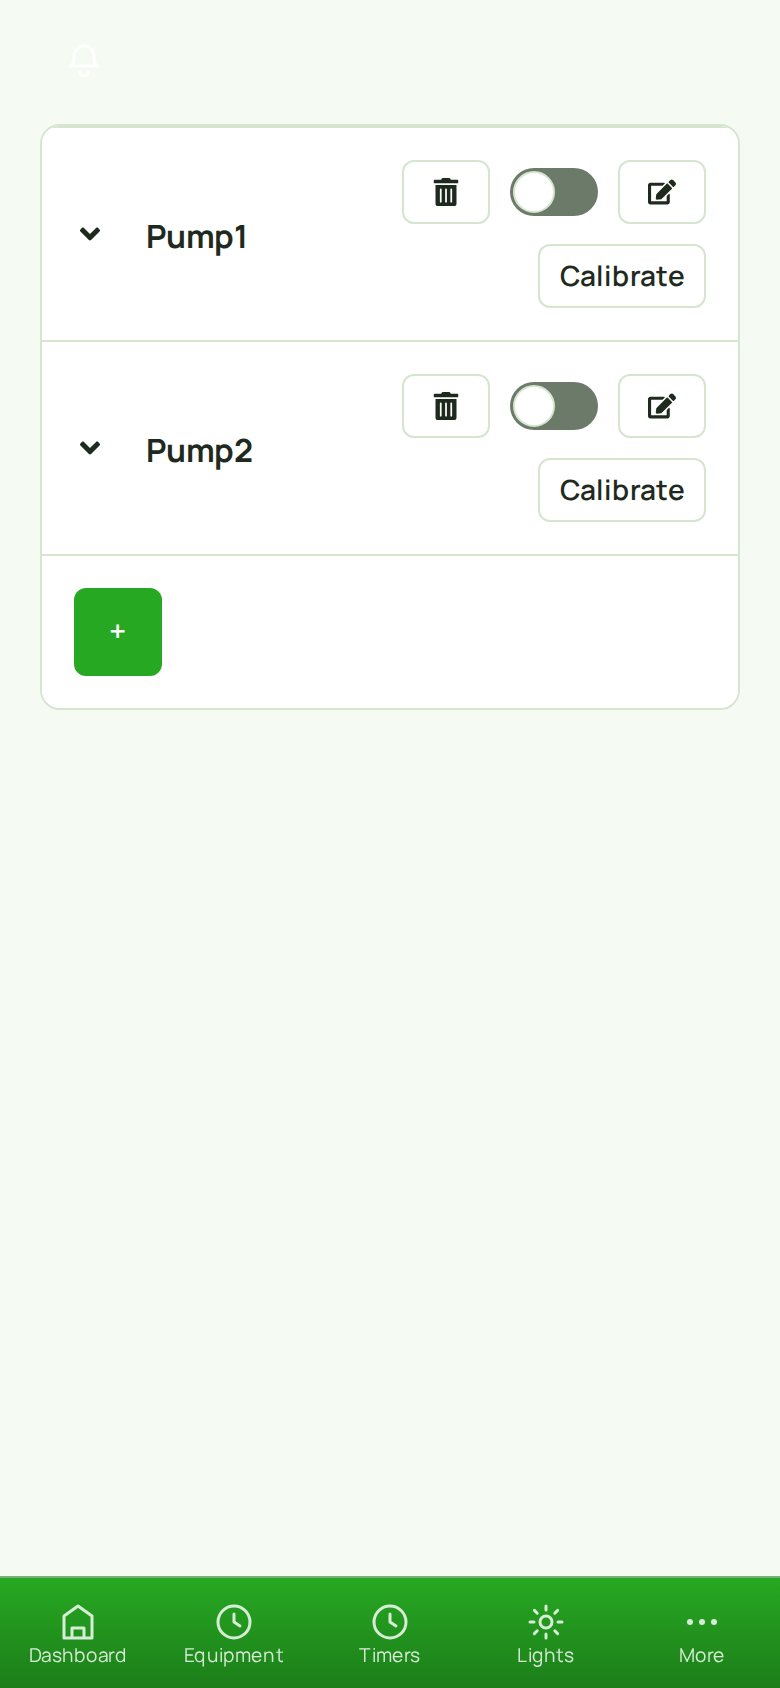 Pump1
Calibrate
Pump2
Calibrate
+
Dashboard
Equipment
Timers
Lights
More